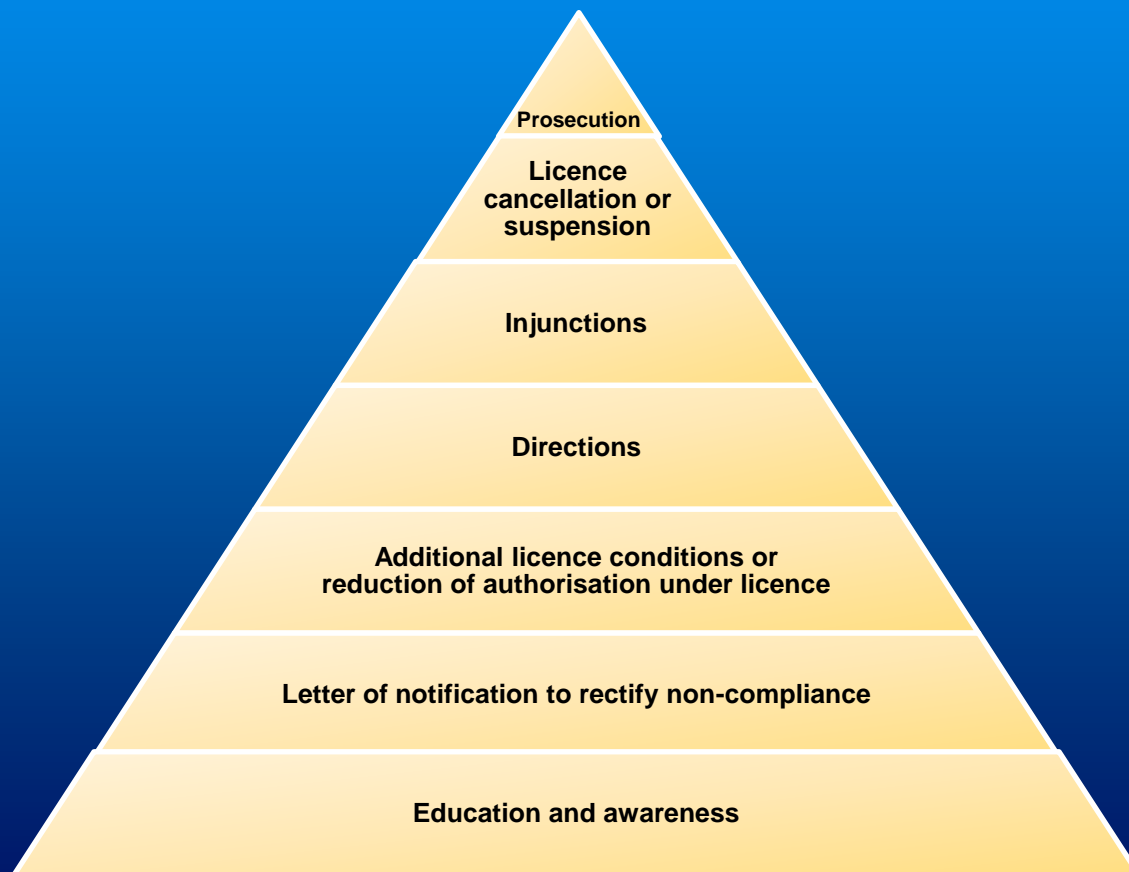 Prosecution
Licence
cancellation or
suspension
Injunctions
Directions
Additional licence conditions or
reduction of authorisation under licence
Letter of notification to rectify non-compliance
Education and awareness